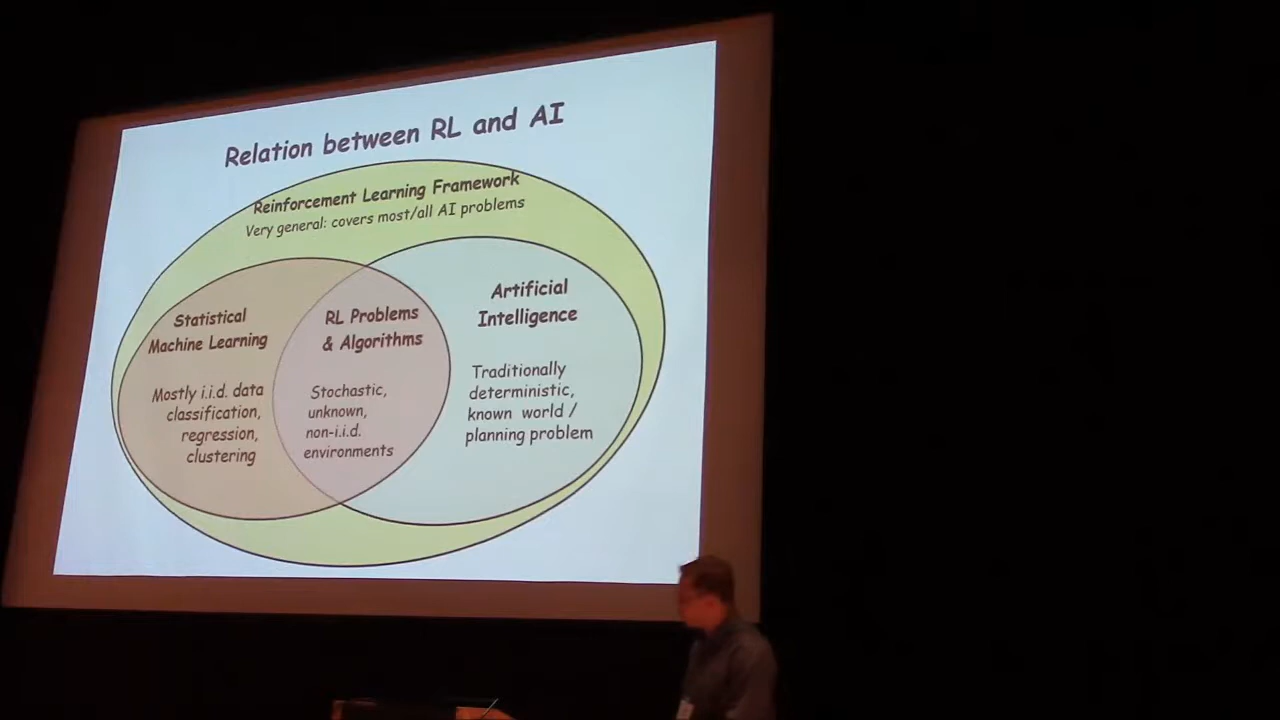 Relation between RL and AI
Reinforcement Learning Framework
Very general: covers most/all AI problems
Statistical
Machine Learning
Mostly i.i.d. data
classification,
regression,
clustering
RL Problems
& Algorithms
Stochastic,
unknown,
non-i.i.d.
environments
Artificial
Intelligence
Traditionally
deterministic,
known world /
planning problem